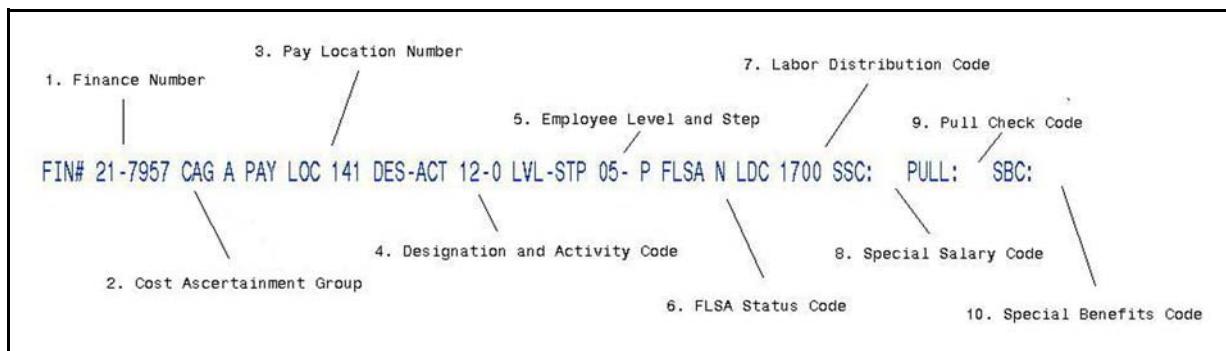 3. Pay Location Number
7. Labor Distribution Code
1. Finance Number
5. Employee Level and Step
9. Pull Check Code
FIN# 21-7957 CAG A PAY LOC 141 DES-ACT 12-0 LVL-STP 05- P FLSA N LDC 1700 SSC: PULL: SBC:
4. Designation and Activity Code
8. Special Salary Code
2. Cost Ascertainment Group
6. FLSA Status Code
10. Special Benefits Code